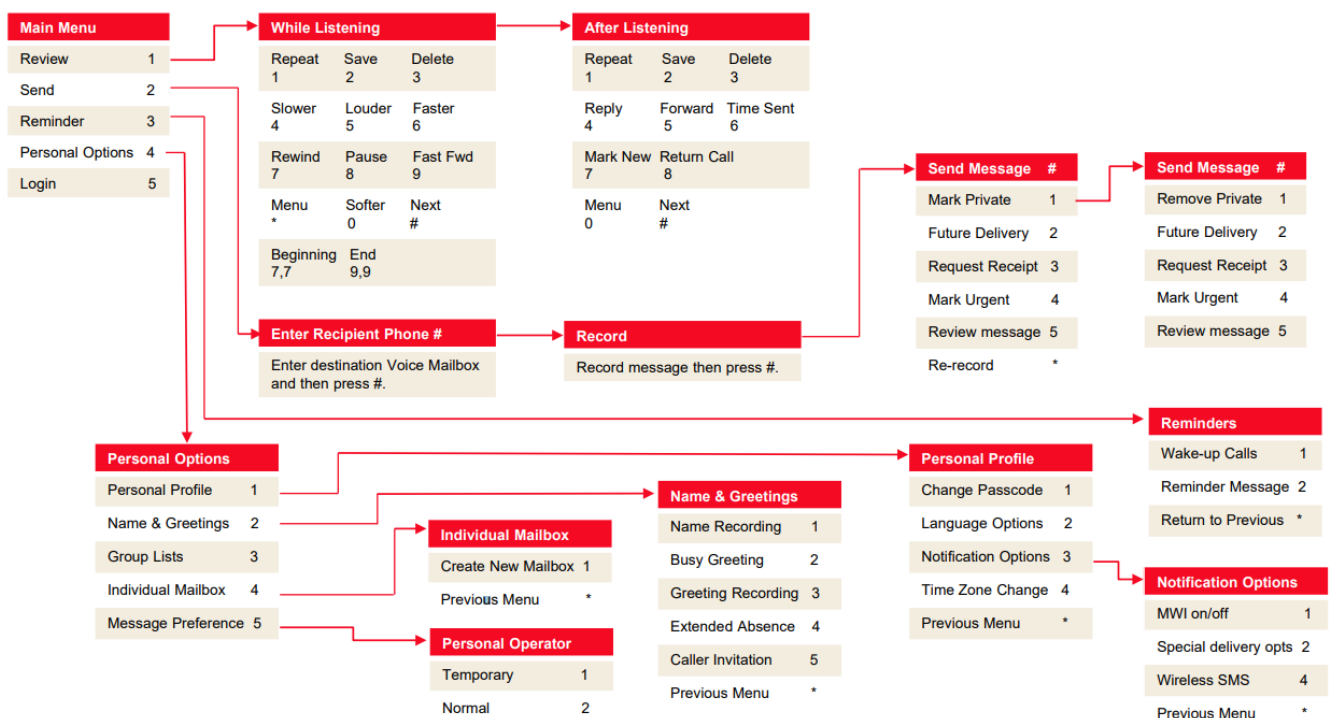 Main Menu
Review 1
Send 2
Reminder 3
Personal Options 4
Login 5
While Listening
Repeat Save Delete
1 2 3
Slower Louder Faster
4 5 6
Rewind Pause Fast Fwd
7 8 9
Menu Softer Next
* 0 #
Beginning End
7,7 9,9
After Listening
Repeat Save Delete
1 2 3
Reply Forward Time Sent
4 5 6
Mark New Return Call
7 8
Menu Next
0 #
Enter Recipient Phone #
Enter destination Voice Mailbox
and then press #.
Record
Record message then press #.
Send Message #
Mark Private 1
Future Delivery 2
Request Receipt 3
Mark Urgent 4
Review message 5
Re-record *
Send Message #
Remove Private 1
Future Delivery 2
Request Receipt 3
Mark Urgent 4
Review message 5
Reminders
Wake-up Calls 1
Reminder Message 2
Return to Previous *
Personal Options
Personal Profile 1
Name & Greetings 2
Group Lists 3
Individual Mailbox 4
Message Preference 5
Individual Mailbox
Create New Mailbox 1
Previous Menu *
Personal Operator
Temporary 1
Normal 2
Name & Greetings
Name Recording 1
Busy Greeting 2
Greeting Recording 3
Extended Absence 4
Caller Invitation 5
Previous Menu *
Personal Profile
Change Passcode 1
Language Options 2
Notification Options 3
Time Zone Change 4
Previous Menu *
Notification Options
MWI on/off 1
Special delivery opts 2
Wireless SMS 4
Previous Menu *